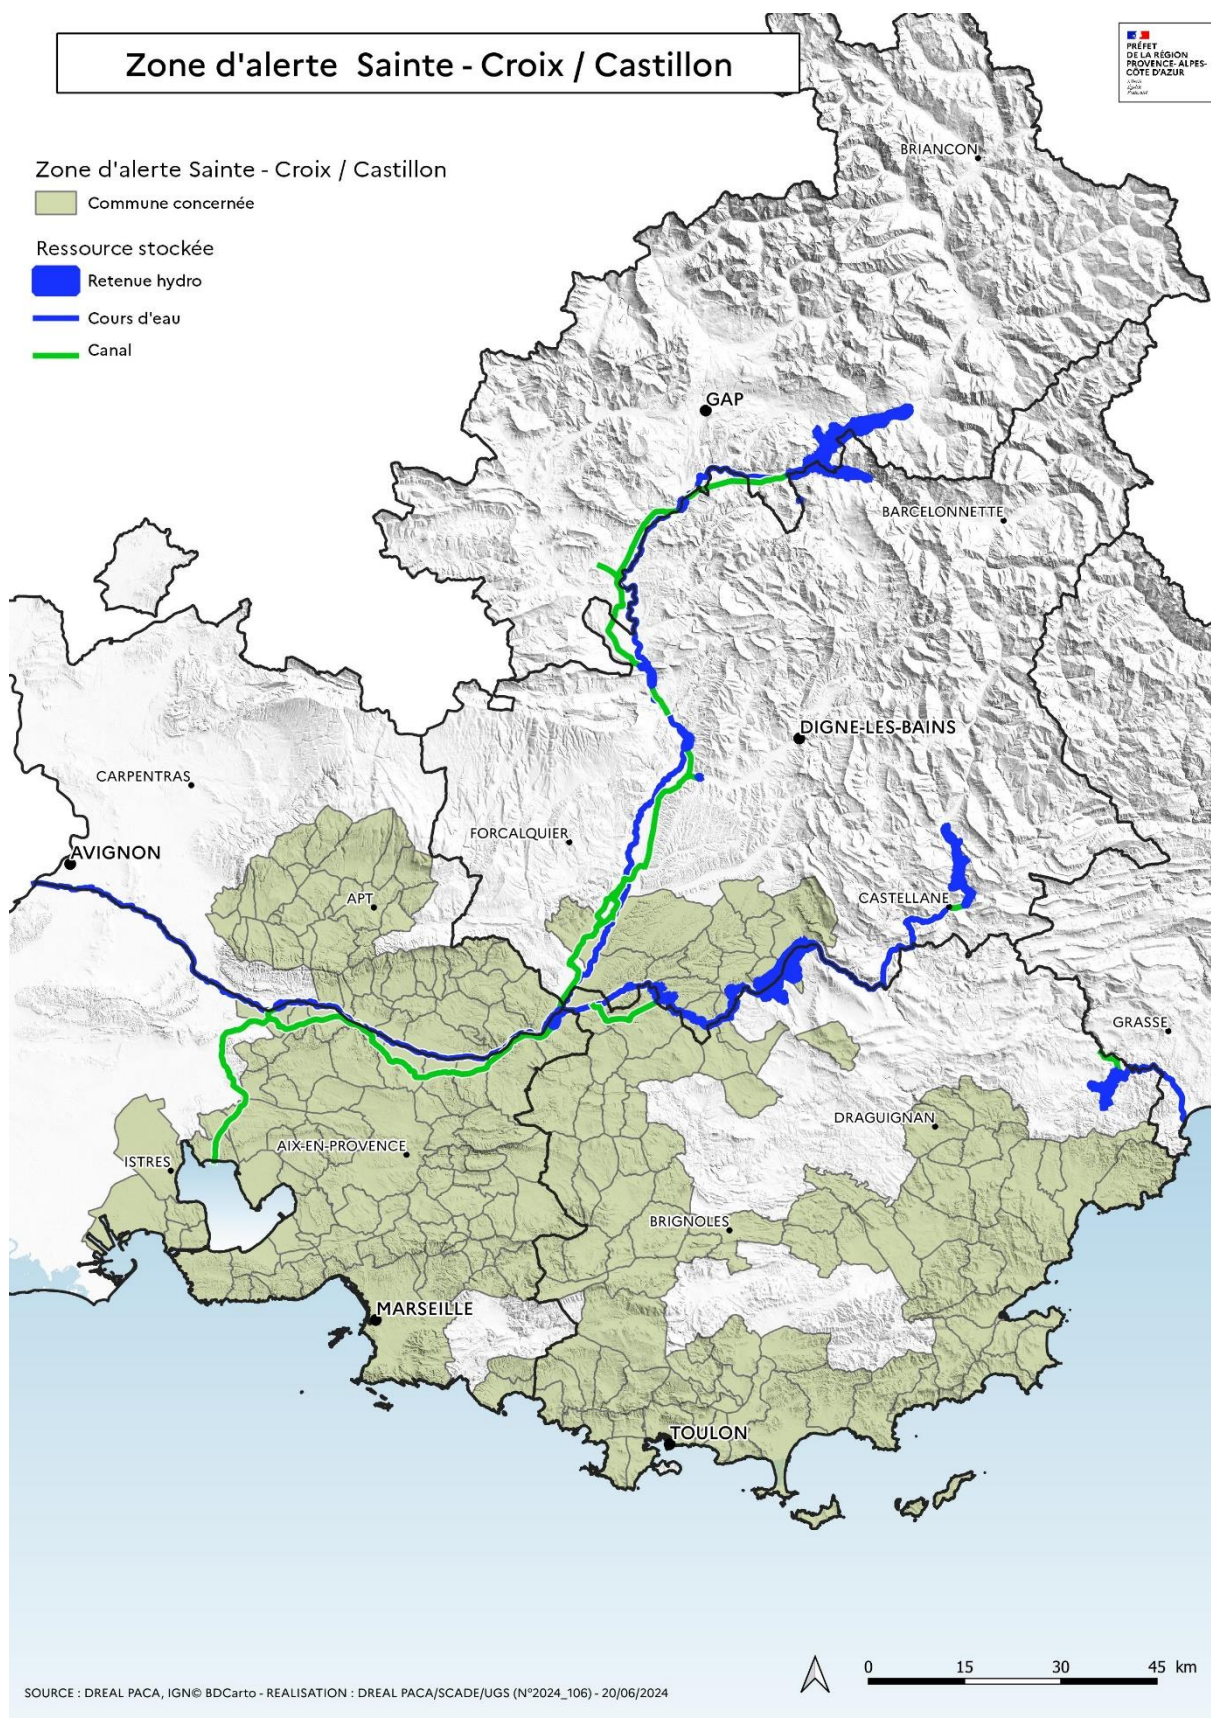 Zone d'alerte Sainte - Croix / Castillon
PRÉFET
DE LA RÉGION
PROVENCE- ALPES-
CÔTE D'AZUR
Zone d'alerte Sainte - Croix / Castillon
Commune concernée
Ressource stockée
Retenue hydro
Cours d'eau
Canal
BRIANCON
GAP
BARCELONNETTE
DIGNE-LES-BAINS
CARPENTRAS
FORCALQUIER
AVIGNON
APT
CASTELLANE
GRASSE
DRAGUIGNAN
AIX-EN-PROVENCE
ISTRES
BRIGNOLES
MARSEILLE
TOULON
0 15 30 45 km
SOURCE : DREAL PACA, IGN© BDCarto - REALISATION : DREAL PACA/SCADE/UGS (N°2024_106) - 20/06/2024